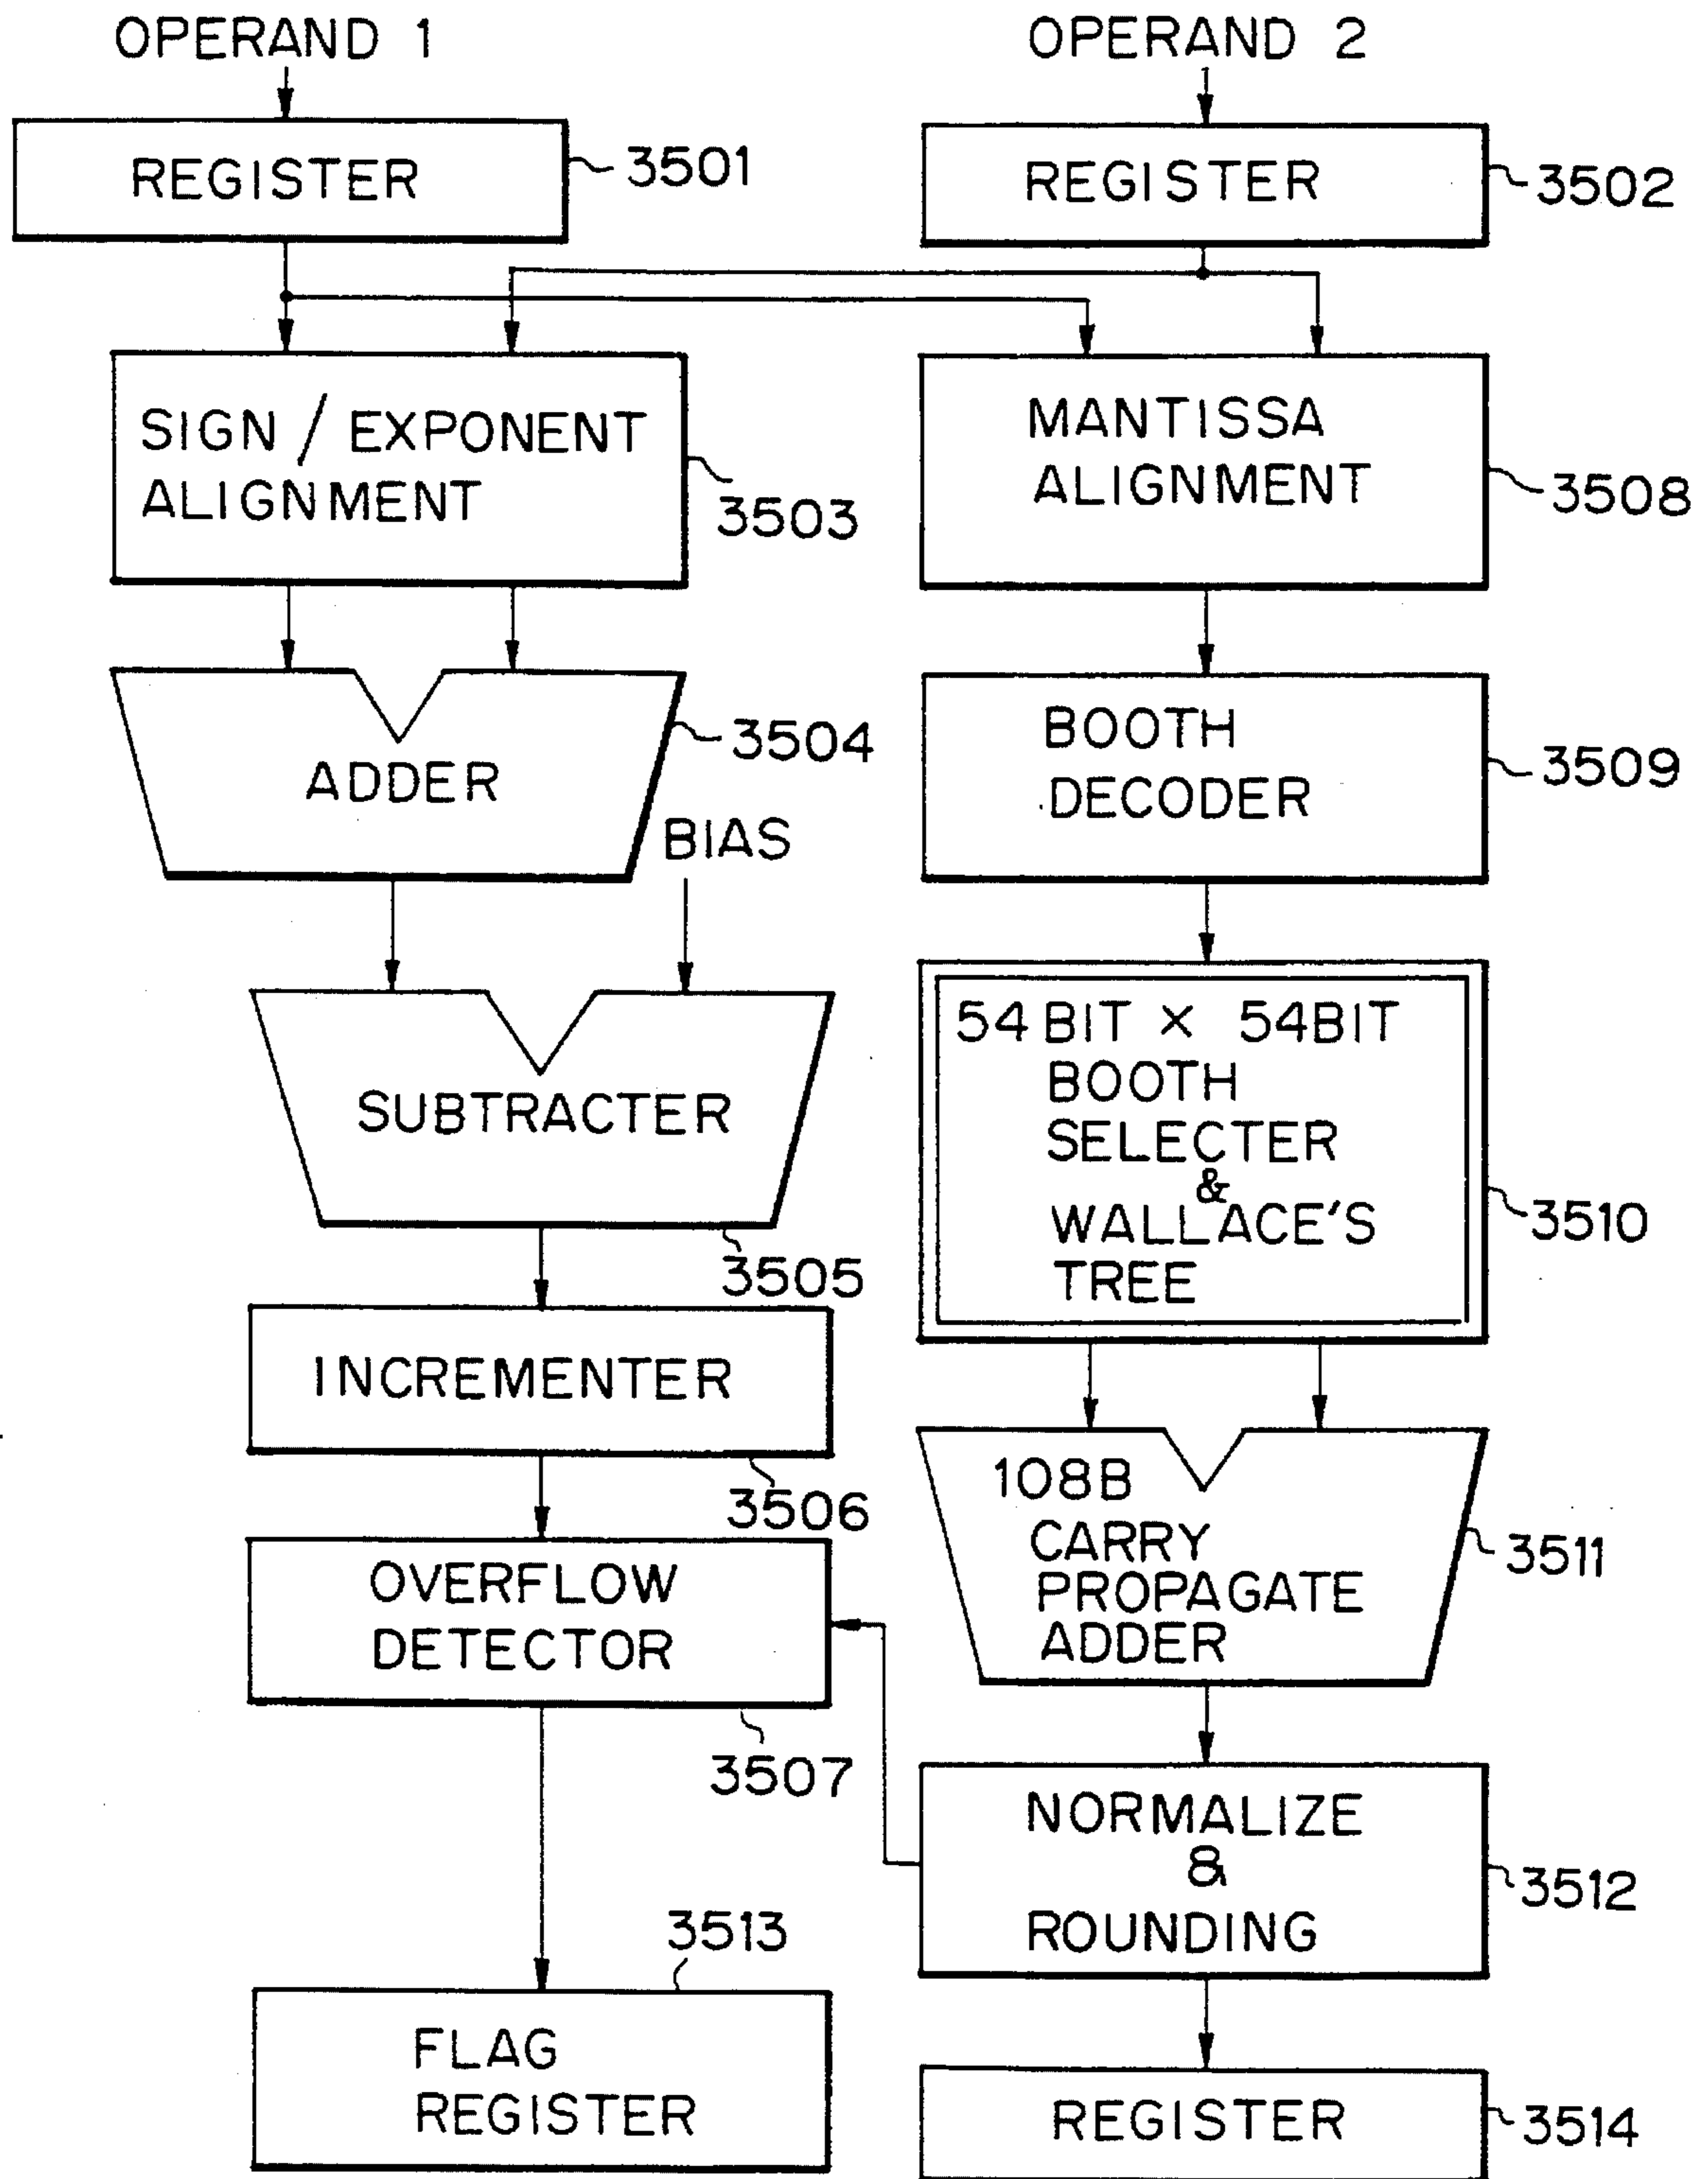 OPERAND 1
OPERAND 2
REGISTER
3501
REGISTER
3502
SIGN / EXPONENT
ALIGNMENT
3503
MANTISSA
ALIGNMENT
3508
ADDER
3504
BOOTH
DECODER
3509
BIAS
SUBTRACTER
3505
54 BIT × 54BIT
BOOTH
SELECTER
&
WALLACE'S
TREE
3510
INCREMENTER
3506
108B
CARRY
PROPAGATE
ADDER
3511
OVERFLOW
DETECTOR
3507
NORMALIZE
&
ROUNDING
3512
3513
FLAG
REGISTER
REGISTER
3514